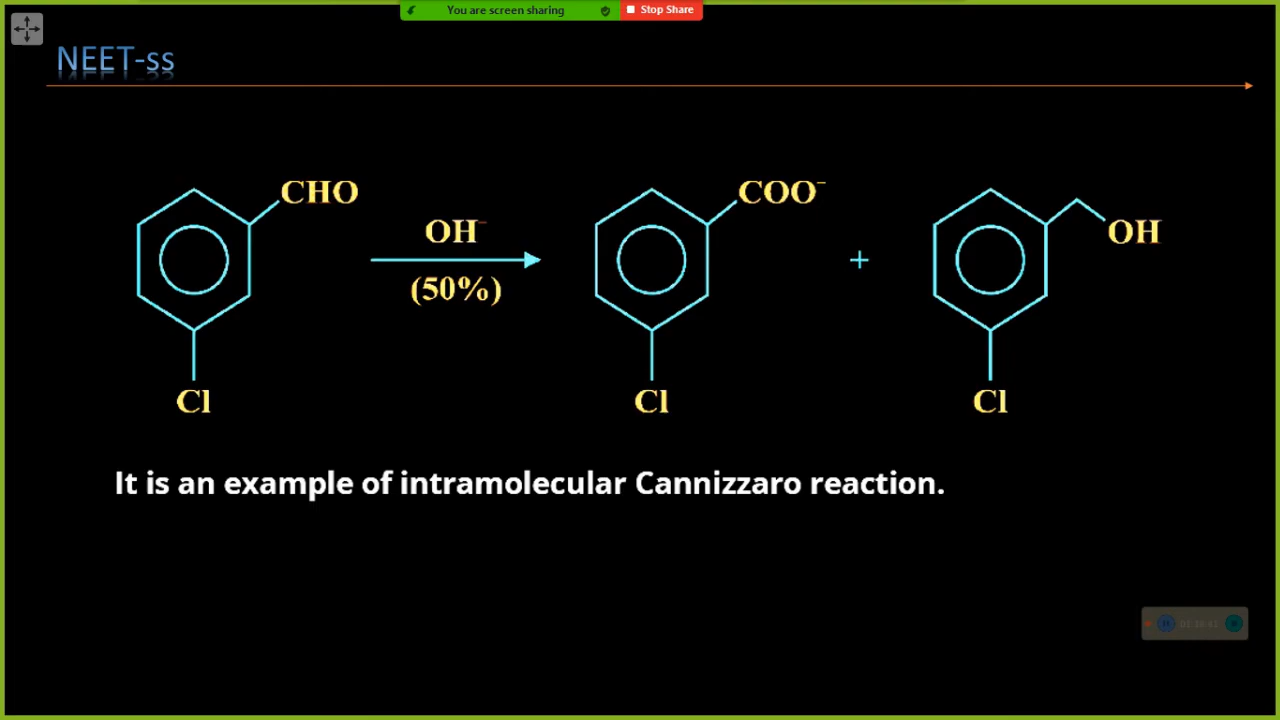 You are screen sharing Stop Share
NEET-ss
CHO
COO⁻
OH⁻
(50%)
+
OH
Cl
Cl
Cl
It is an example of intramolecular Cannizzaro reaction.